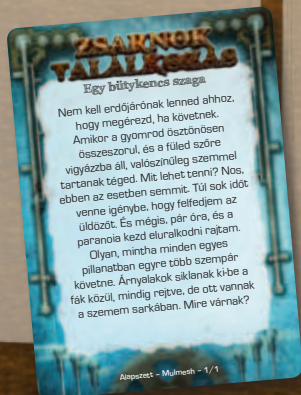 ZSARNOK
TALÁLKOZÁS
Egy bütykencs szaga
Nem kell erdőjárónak lenned ahhoz,
hogy megérezd, ha követnek.
Amikor a gyomrod ösztönösen
összeszorul, és a füled szőre
vigyázzba áll, valószínűleg szemmel
tartanak téged. Mit lehet tenni? Nos,
ebben az esetben semmit. Túl sok időt
venne igénybe, hogy felfedjem az
üldözőt. És mégis, pár óra, és a
paranoia kezd eluralkodni rajtam.
Olyan, mintha minden egyes
pillanatban egyre több szempár
követne. Árnyalakok siklanak ki-be a
fák közül, mindig rejtve, de ott vannak
a szemem sarkában. Mire várnak?
Alapszett - Mulmesh - 1/1